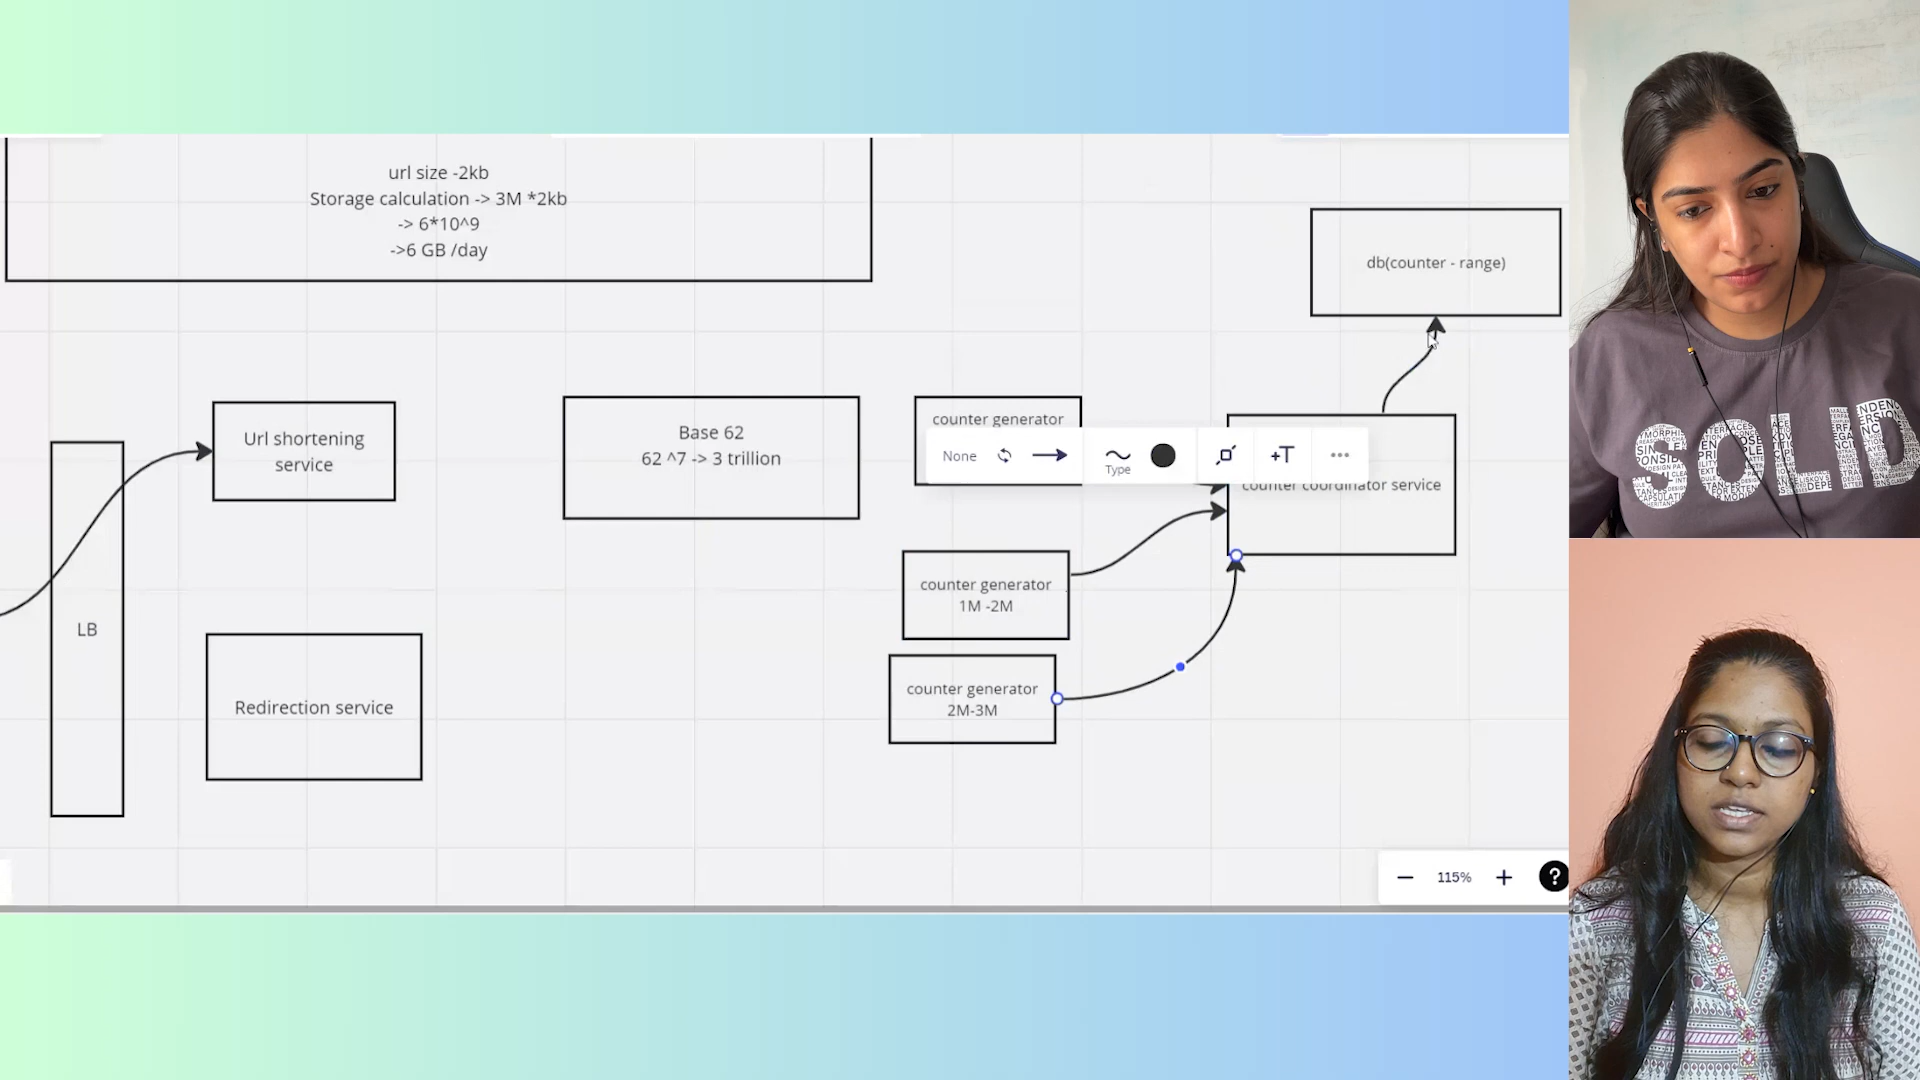 url size -2kb
Storage calculation -> 3M *2kb
-> 6*10^9
->6 GB /day
db(counter - range)
Url shortening
service
Base 62
62 ^7 -> 3 trillion
counter generator
None
Type
+T
counter coordinator service
counter generator
1M -2M
LB
counter generator
2M-3M
Redirection service
115%
?
SOLID